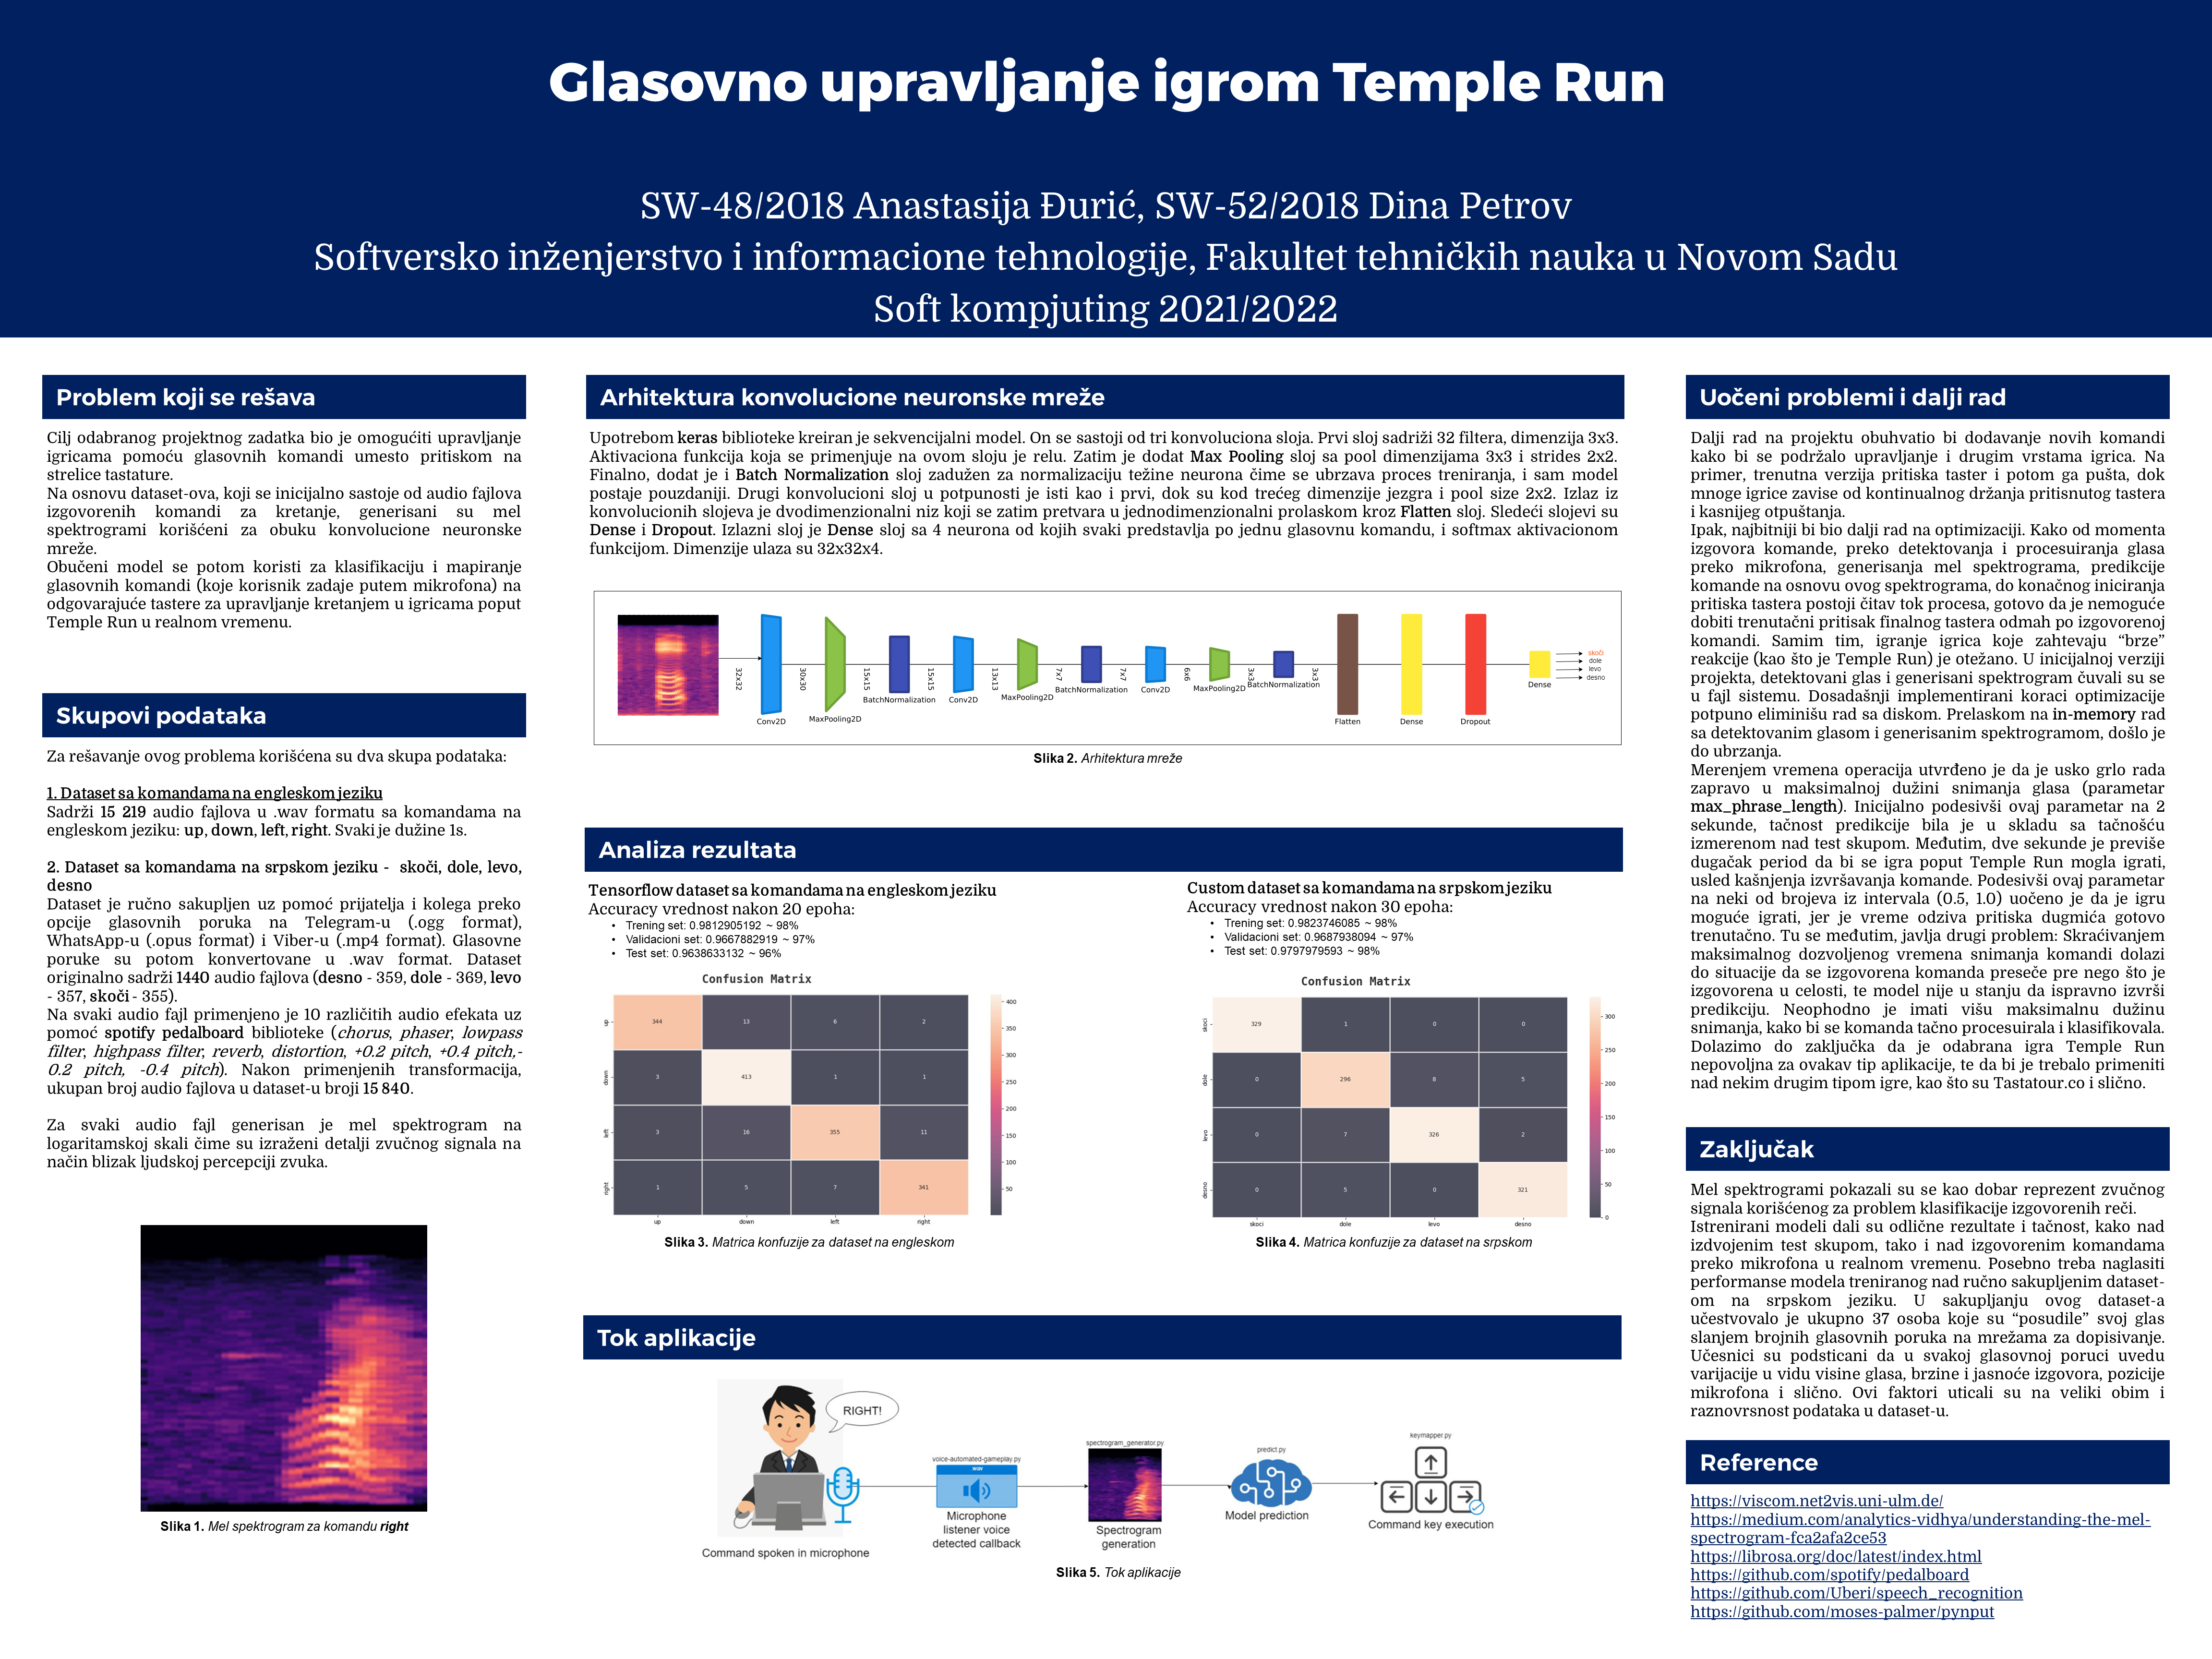 Glasovno upravljanje igrom Temple Run
SW-48/2018 Anastasija Đurić, SW-52/2018 Dina Petrov
Softversko inženjerstvo i informacione tehnologije, Fakultet tehničkih nauka u Novom Sadu
Soft kompjuting 2021/2022
Problem koji se rešava
Cilj odabranog projektnog zadatka bio je omogućiti upravljanje
igricama pomoću glasovnih komandi umesto pritiskom na
strelice tastature.
Na osnovu dataset-ova, koji se inicijalno sastoje od audio fajlova
izgovorenih komandi za kretanje, generisani su mel
spektrogrami korišćeni za obuku konvolucione neuronske
mreže.
Obučeni model se potom koristi za klasifikaciju i mapiranje
glasovnih komandi (koje korisnik zadaje putem mikrofona) na
odgovarajuće tastere za upravljanje kretanjem u igricama poput
Temple Run u realnom vremenu.
Skupovi podataka
Za rešavanje ovog problema korišćena su dva skupa podataka:
1. Dataset sa komandama na engleskom jeziku
Sadrži 15 219 audio fajlova u .wav formatu sa komandama na
engleskom jeziku: up, down, left, right. Svaki je dužine 1s.
2. Dataset sa komandama na srpskom jeziku - skoči, dole, levo,
desno
Dataset je ručno sakupljen uz pomoć prijatelja i kolega preko
opcije glasovnih poruka na Telegram-u (.ogg format),
WhatsApp-u (.opus format) i Viber-u (.mp4 format). Glasovne
poruke su potom konvertovane u .wav format. Dataset
originalno sadrži 1440 audio fajlova (desno - 359, dole - 369, levo
- 357, skoči - 355).
Na svaki audio fajl primenjeno je 10 različitih audio efekata uz
pomoć spotify pedalboard biblioteke (chorus, phaser, lowpass
filter, highpass filter, reverb, distortion, +0.2 pitch, +0.4 pitch,-
0.2 pitch, -0.4 pitch). Nakon primenjenih transformacija,
ukupan broj audio fajlova u dataset-u broji 15 840.
Za svaki audio fajl generisan je mel spektrogram na
logaritamskoj skali čime su izraženi detalji zvučnog signala na
način blizak ljudskoj percepciji zvuka.
Slika 1. Mel spektrogram za komandu right
Arhitektura konvolucione neuronske mreže
Upotrebom keras biblioteke kreiran je sekvencijalni model. On se sastoji od tri konvoluciona sloja. Prvi sloj sadrži 32 filtera, dimenzija 3x3.
Aktivaciona funkcija koja se primenjuje na ovom sloju je relu. Zatim je dodat Max Pooling sloj sa pool dimenzijama 3x3 i strides 2x2.
Finalno, dodat je i Batch Normalization sloj zadužen za normalizaciju težine neurona čime se ubrzava proces treniranja, i sam model
postaje pouzdaniji. Drugi konvolucioni sloj u potpunosti je isti kao i prvi, dok su kod trećeg dimenzije jezgra i pool size 2x2. Izlaz iz
konvolucionih slojeva je dvodimenzionalni niz koji se zatim pretvara u jednodimenzionalni prolaskom kroz Flatten sloj. Sledeći slojevi su
Dense i Dropout. Izlazni sloj je Dense sloj sa 4 neurona od kojih svaki predstavlja po jednu glasovnu komandu, i softmax aktivacionom
funkcijom. Dimenzije ulaza su 32x32x4.
32x32
Conv2D
30x30
MaxPooling2D
15x15
BatchNormalization
15x15
Conv2D
13x13
MaxPooling2D
7x7
BatchNormalization
7x7
Conv2D
6x6
MaxPooling2D
3x3
BatchNormalization
3x3
Flatten
Dense
Dropout
Dense
skoči
dole
levo
desno
Slika 2. Arhitektura mreže
Analiza rezultata
Tensorflow dataset sa komandama na engleskom jeziku
Accuracy vrednost nakon 20 epoha:
• Trening set: 0.9812905192 ~ 98%
• Validacioni set: 0.9667882919 ~ 97%
• Test set: 0.9638633132 ~ 96%
Confusion Matrix
up 344 13 6 2
down 3 413 1 1
left 3 16 355 11
right 1 5 7 341
up down left right
400
350
300
250
200
150
100
50
Slika 3. Matrica konfuzije za dataset na engleskom
Custom dataset sa komandama na srpskom jeziku
Accuracy vrednost nakon 30 epoha:
• Trening set: 0.9823746085 ~ 98%
• Validacioni set: 0.9687938094 ~ 97%
• Test set: 0.9797979593 ~ 98%
Confusion Matrix
skoci 329 1 0 0
dole 0 296 8 5
levo 0 7 326 2
desno 0 5 0 321
skoci dole levo desno
300
250
200
150
100
50
0
Slika 4. Matrica konfuzije za dataset na srpskom
Tok aplikacije
RIGHT!
Command spoken in microphone
voice-automated-gameplay.py
.wav
Microphone
listener voice
detected callback
spectrogram_generator.py
Spectrogram
generation
predict.py
Model prediction
keymapper.py
Command key execution
Slika 5. Tok aplikacije
Uočeni problemi i dalji rad
Dalji rad na projektu obuhvatio bi dodavanje novih komandi
kako bi se podržalo upravljanje i drugim vrstama igrica. Na
primer, trenutna verzija pritiska taster i potom ga pušta, dok
mnoge igrice zavise od kontinualnog držanja pritisnutog tastera
i kasnijeg otpuštanja.
Ipak, najbitniji bi bio dalji rad na optimizaciji. Kako od momenta
izgovora komande, preko detektovanja i procesuiranja glasa
preko mikrofona, generisanja mel spektrograma, predikcije
komande na osnovu ovog spektrograma, do konačnog iniciranja
pritiska tastera postoji čitav tok procesa, gotovo da je nemoguće
dobiti trenutačni pritisak finalnog tastera odmah po izgovorenoj
komandi. Samim tim, igranje igrica koje zahtevaju “brze”
reakcije (kao što je Temple Run) je otežano. U inicijalnoj verziji
projekta, detektovani glas i generisani spektrogram čuvali su se
u fajl sistemu. Dosadašnji implementirani koraci optimizacije
potpuno eliminišu rad sa diskom. Prelaskom na in-memory rad
sa detektovanim glasom i generisanim spektrogramom, došlo je
do ubrzanja.
Merenjem vremena operacija utvrđeno je da je usko grlo rada
zapravo u maksimalnoj dužini snimanja glasa (parametar
max_phrase_length). Inicijalno podesivši ovaj parametar na 2
sekunde, tačnost predikcije bila je u skladu sa tačnošću
izmerenom nad test skupom. Međutim, dve sekunde je previše
dugačak period da bi se igra poput Temple Run mogla igrati,
usled kašnjenja izvršavanja komande. Podesivši ovaj parametar
na neki od brojeva iz intervala (0.5, 1.0) uočeno je da je igru
moguće igrati, jer je vreme odziva pritiska dugmića gotovo
trenutačno. Tu se međutim, javlja drugi problem: Skraćivanjem
maksimalnog dozvoljenog vremena snimanja komandi dolazi
do situacije da se izgovorena komanda preseče pre nego što je
izgovorena u celosti, te model nije u stanju da ispravno izvrši
predikciju. Neophodno je imati višu maksimalnu dužinu
snimanja, kako bi se komanda tačno procesuirala i klasifikovala.
Dolazimo do zaključka da je odabrana igra Temple Run
nepovoljna za ovakav tip aplikacije, te da bi je trebalo primeniti
nad nekim drugim tipom igre, kao što su Tastatour.co i slično.
Zaključak
Mel spektrogrami pokazali su se kao dobar reprezent zvučnog
signala korišćenog za problem klasifikacije izgovorenih reči.
Istrenirani modeli dali su odlične rezultate i tačnost, kako nad
izdvojenim test skupom, tako i nad izgovorenim komandama
preko mikrofona u realnom vremenu. Posebno treba naglasiti
performanse modela treniranog nad ručno sakupljenim dataset-
om na srpskom jeziku. U sakupljanju ovog dataset-a
učestvovalo je ukupno 37 osoba koje su “posudile” svoj glas
slanjem brojnih glasovnih poruka na mrežama za dopisivanje.
Učesnici su podsticani da u svakoj glasovnoj poruci uvedu
varijacije u vidu visine glasa, brzine i jasnoće izgovora, pozicije
mikrofona i slično. Ovi faktori uticali su na veliki obim i
raznovrsnost podataka u dataset-u.
Reference
https://viscom.net2vis.uni-ulm.de/
https://medium.com/analytics-vidhya/understanding-the-mel-
spectrogram-fca2afa2ce53
https://librosa.org/doc/latest/index.html
https://github.com/spotify/pedalboard
https://github.com/Uberi/speech_recognition
https://github.com/moses-palmer/pynput